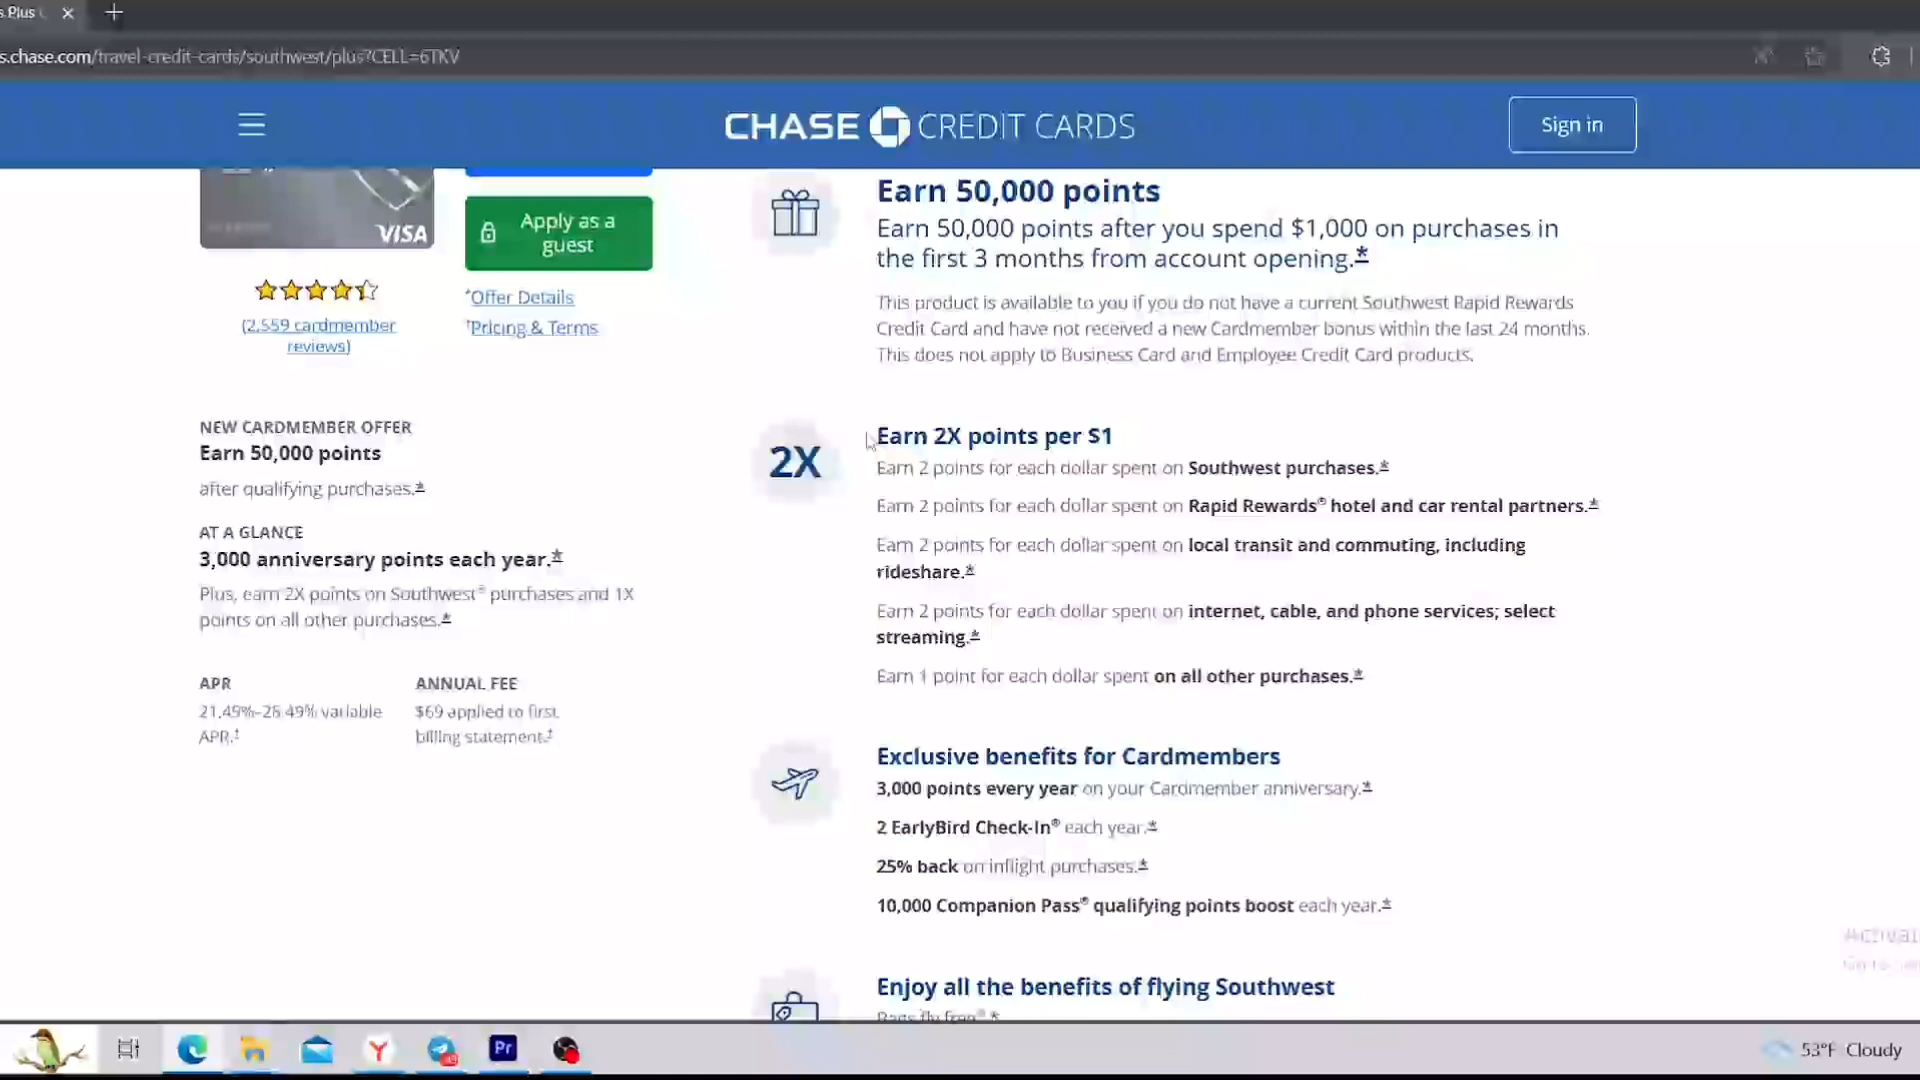 s Plus
s.chase.com/travel-credit-cards/southwest/plus?CELL=6TKV
CHASE CREDIT CARDS
Sign in
VISA
Apply as a
guest
(2,559 cardmember
reviews)
*Offer Details
†Pricing & Terms
NEW CARDMEMBER OFFER
Earn 50,000 points
after qualifying purchases.*
AT A GLANCE
3,000 anniversary points each year.*
Plus, earn 2X points on Southwest® purchases and 1X
points on all other purchases.*
APR
21.49%–28.49% variable
APR.†
ANNUAL FEE
$69 applied to first
billing statement.†
Earn 50,000 points
Earn 50,000 points after you spend $1,000 on purchases in
the first 3 months from account opening.*
This product is available to you if you do not have a current Southwest Rapid Rewards
Credit Card and have not received a new Cardmember bonus within the last 24 months.
This does not apply to Business Card and Employee Credit Card products.
2X
Earn 2X points per $1
Earn 2 points for each dollar spent on Southwest purchases.*
Earn 2 points for each dollar spent on Rapid Rewards® hotel and car rental partners.*
Earn 2 points for each dollar spent on local transit and commuting, including
rideshare.*
Earn 2 points for each dollar spent on internet, cable, and phone services; select
streaming.*
Earn 1 point for each dollar spent on all other purchases.*
Exclusive benefits for Cardmembers
3,000 points every year on your Cardmember anniversary.*
2 EarlyBird Check-In® each year.*
25% back on inflight purchases.*
10,000 Companion Pass® qualifying points boost each year.*
Enjoy all the benefits of flying Southwest
Bags fly free® *
Activat
Pr
53°F Cloudy